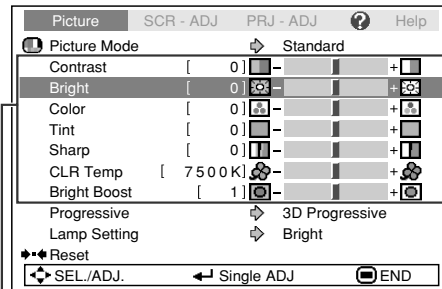 Picture SCR - ADJ PRJ - ADJ ? Help
Picture Mode Standard
Contrast [ 0] - +
Bright [ 0] - +
Color [ 0] - +
Tint [ 0] - +
Sharp [ 0] - +
CLR Temp [ 7500K] - +
Bright Boost [ 1] - +
Progressive 3D Progressive
Lamp Setting Bright
Reset
SEL./ADJ. Single ADJ END